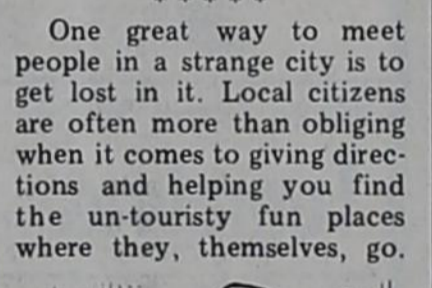 One great way to meet
people in a strange city is to
get lost in it. Local citizens
are often more than obliging
when it comes to giving direc-
tions and helping you find
the un-touristy fun places
where they, themselves, go.